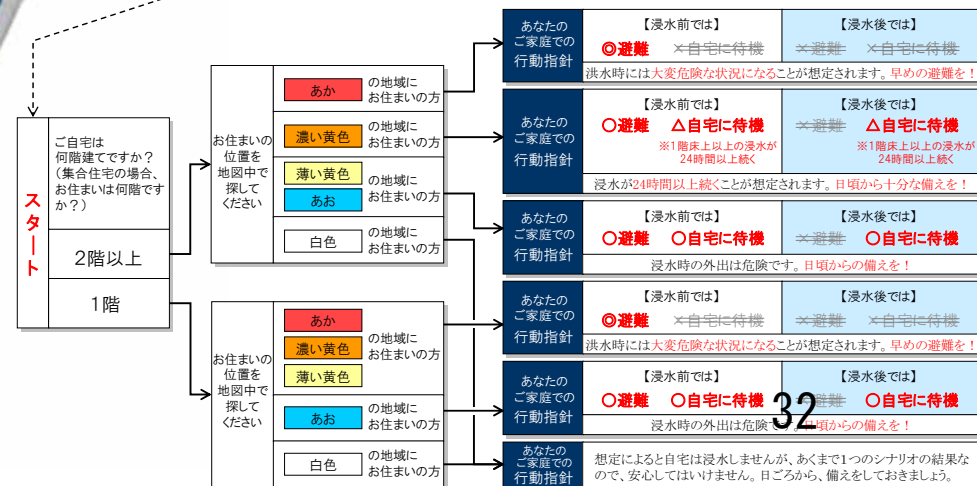 スタート
ご自宅は
何階建てですか？
（集合住宅の場合、
お住まいは何階です
か？）
2階以上
1階
お住まいの
位置を
地図中で
探して
ください
あか
の地域に
お住まいの方
濃い黄色
の地域に
お住まいの方
薄い黄色
あお
の地域に
お住まいの方
白色
の地域に
お住まいの方
お住まいの
位置を
地図中で
探して
ください
あか
濃い黄色
薄い黄色
の地域に
お住まいの方
あお
の地域に
お住まいの方
白色
の地域に
お住まいの方
あなたの
ご家庭での
行動指針
【浸水前では】
◎避難 ×自宅に待機
【浸水後では】
×避難 ×自宅に待機
洪水時には大変危険な状況になることが想定されます。早めの避難を！
あなたの
ご家庭での
行動指針
【浸水前では】
○避難 △自宅に待機
※1階床上以上の浸水が
24時間以上続く
【浸水後では】
×避難 △自宅に待機
※1階床上以上の浸水が
24時間以上続く
浸水が24時間以上続くことが想定されます。日頃から十分な備えを！
あなたの
ご家庭での
行動指針
【浸水前では】
○避難 ○自宅に待機
【浸水後では】
×避難 ○自宅に待機
浸水時の外出は危険です。日頃からの備えを！
あなたの
ご家庭での
行動指針
【浸水前では】
◎避難 ×自宅に待機
【浸水後では】
×避難 ×自宅に待機
洪水時には大変危険な状況になることが想定されます。早めの避難を！
あなたの
ご家庭での
行動指針
【浸水前では】
○避難 ○自宅に待機
【浸水後では】
×避難 ○自宅に待機
浸水時の外出は危険です。日頃からの備えを！
32
あなたの
ご家庭での
行動指針
想定によると自宅は浸水しませんが、あくまで1つのシナリオの結果な
ので、安心してはいけません。日ごろから、備えをしておきましょう。